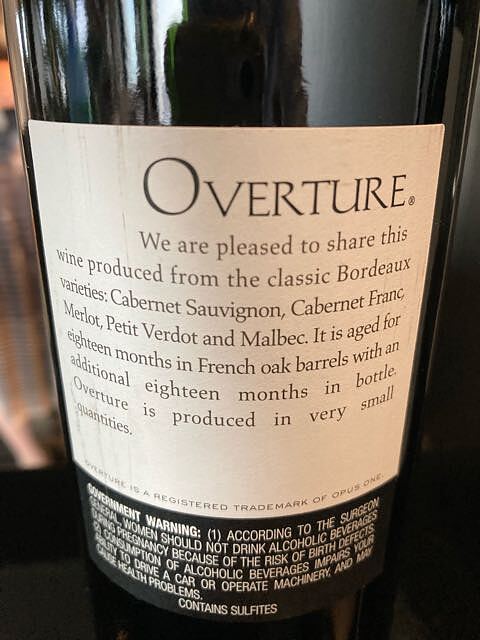 OVERTURE®
We are pleased to share this
wine produced from the classic Bordeaux
varieties: Cabernet Sauvignon, Cabernet Franc,
Merlot, Petit Verdot and Malbec. It is aged for
eighteen months in French oak barrels with an
additional eighteen months in bottle.
Overture is produced in very small
quantities.
OVERTURE IS A REGISTERED TRADEMARK OF OPUS ONE.
GOVERNMENT WARNING: (1) ACCORDING TO THE SURGEON
GENERAL, WOMEN SHOULD NOT DRINK ALCOHOLIC BEVERAGES
DURING PREGNANCY BECAUSE OF THE RISK OF BIRTH DEFECTS.
CONSUMPTION OF ALCOHOLIC BEVERAGES IMPAIRS YOUR
ABILITY TO DRIVE A CAR OR OPERATE MACHINERY, AND MAY
CAUSE HEALTH PROBLEMS.
CONTAINS SULFITES